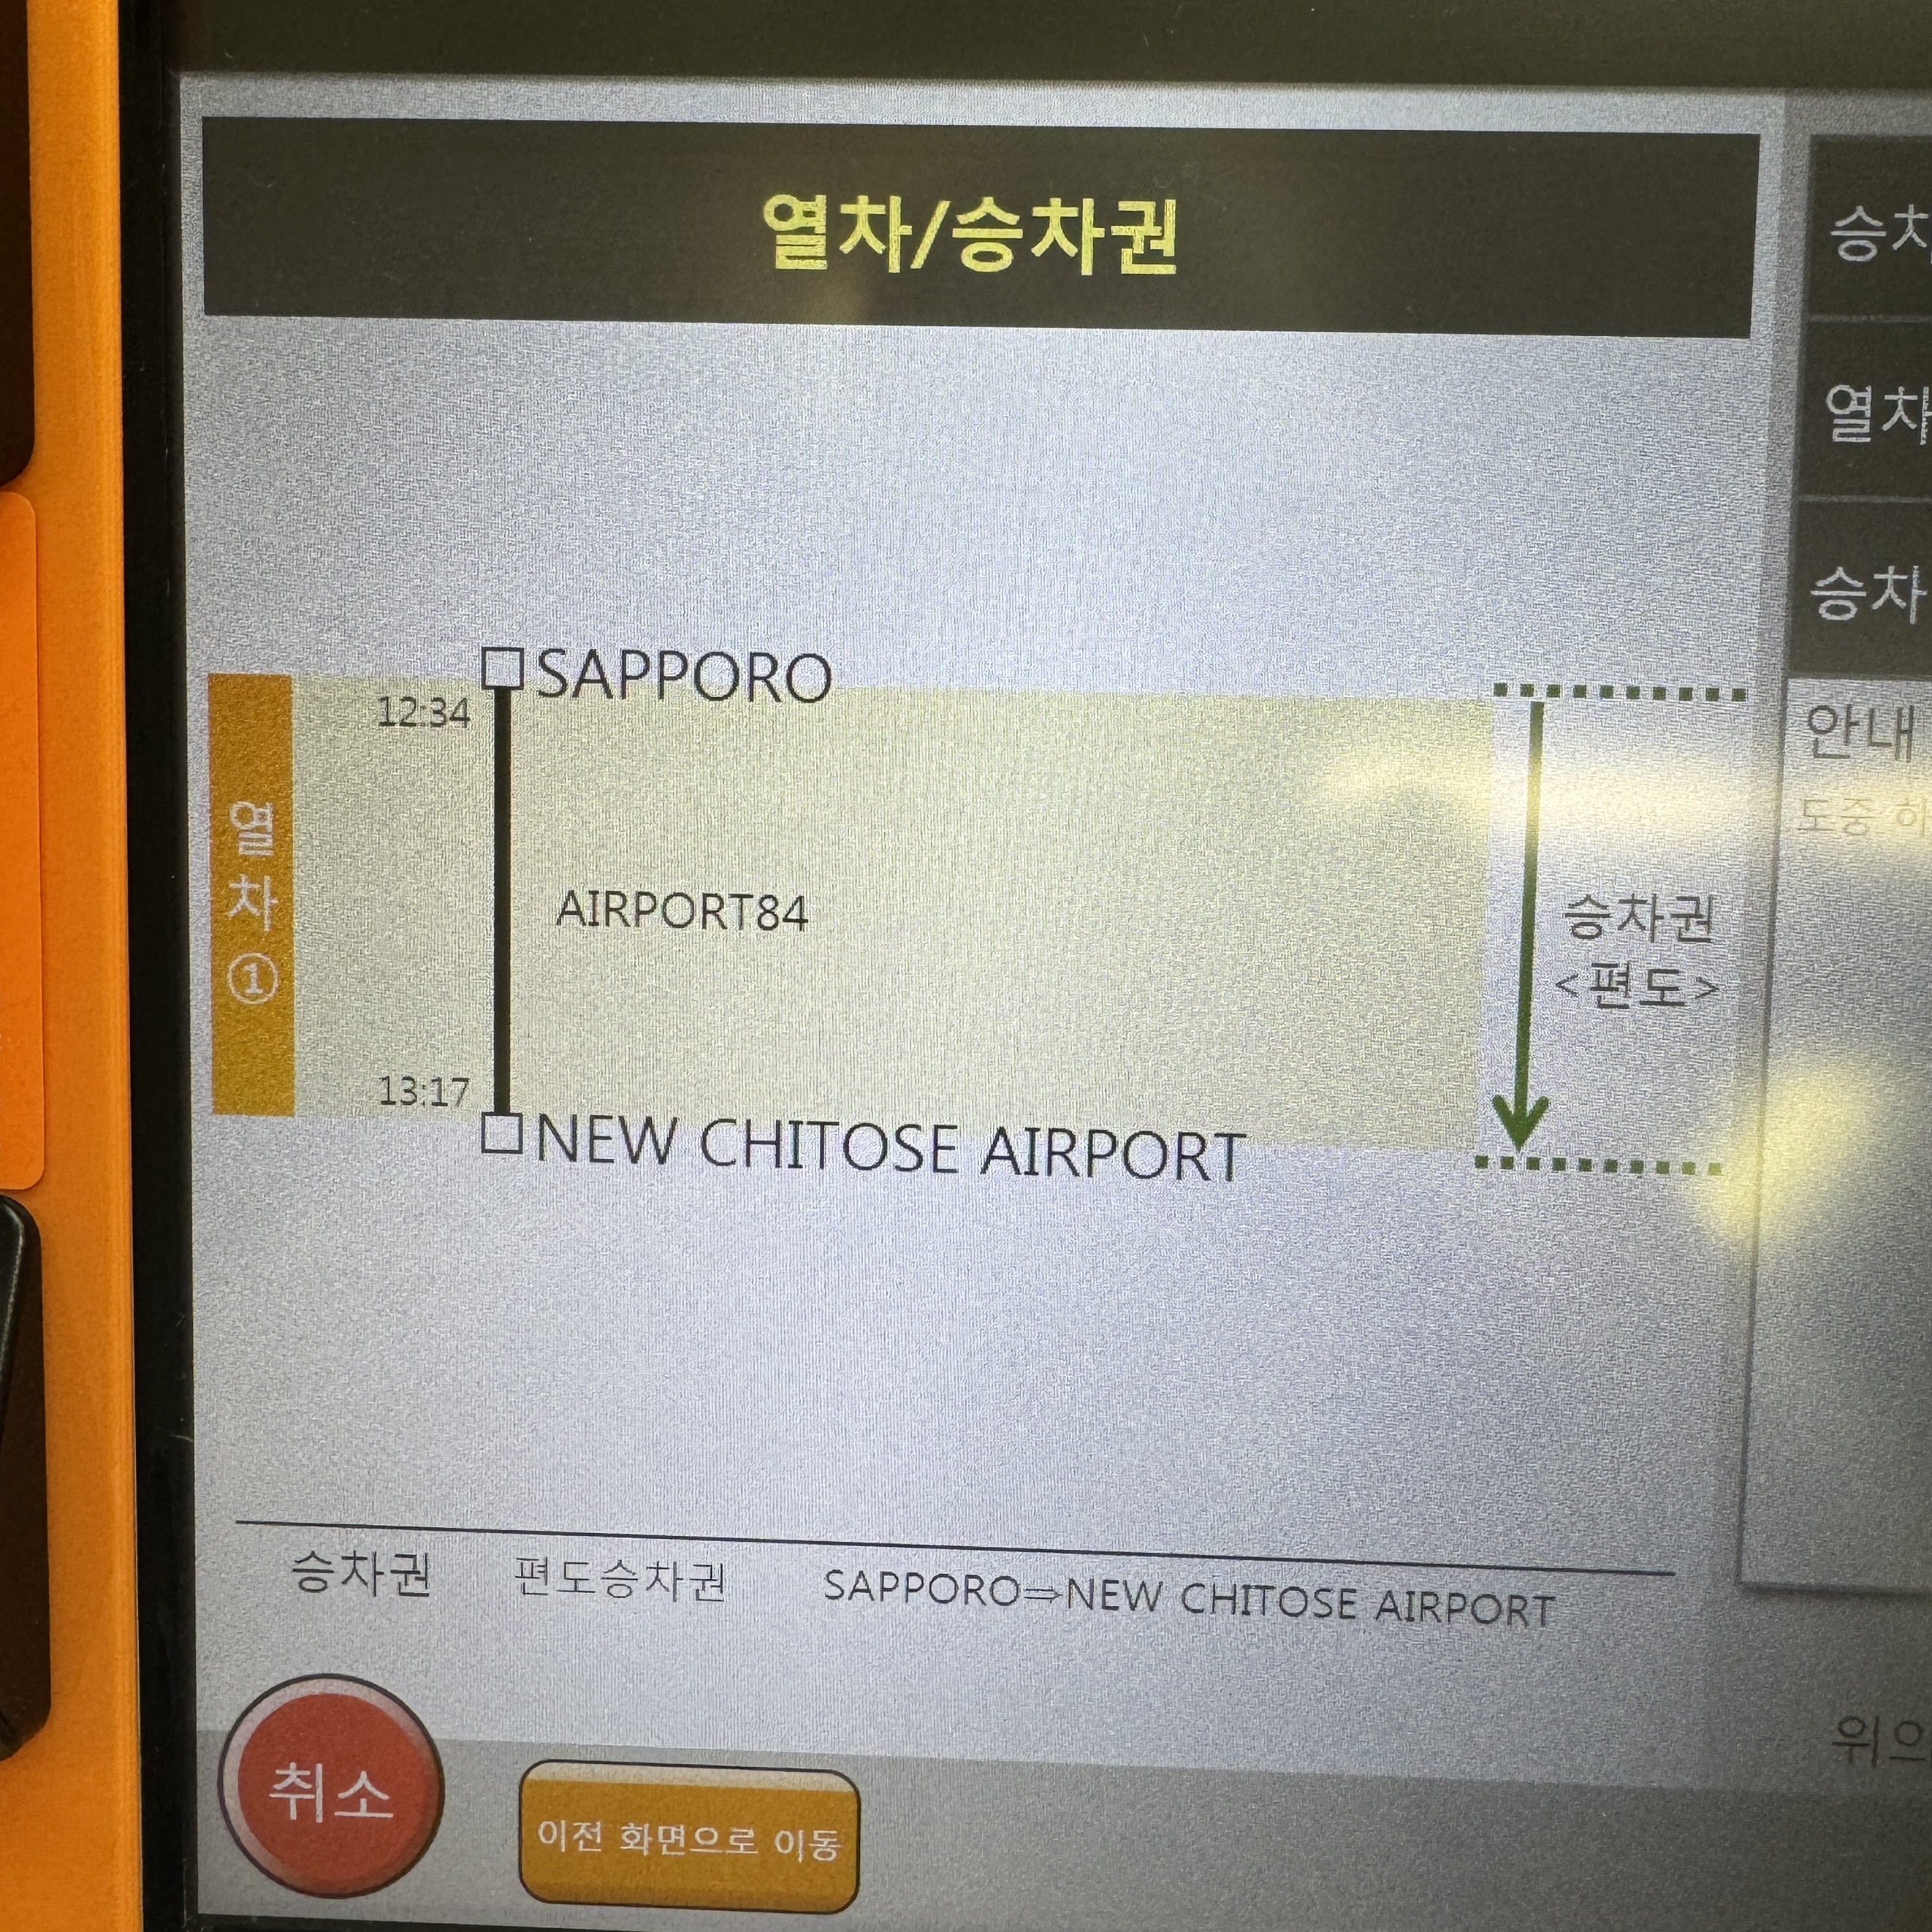 열차/승차권
SAPPORO
12:34
열차①
AIRPORT84
승차권
<편도>
13:17
NEW CHITOSE AIRPORT
승차권 편도승차권 SAPPORO⇒NEW CHITOSE AIRPORT
취소
이전 화면으로 이동
안내
도중